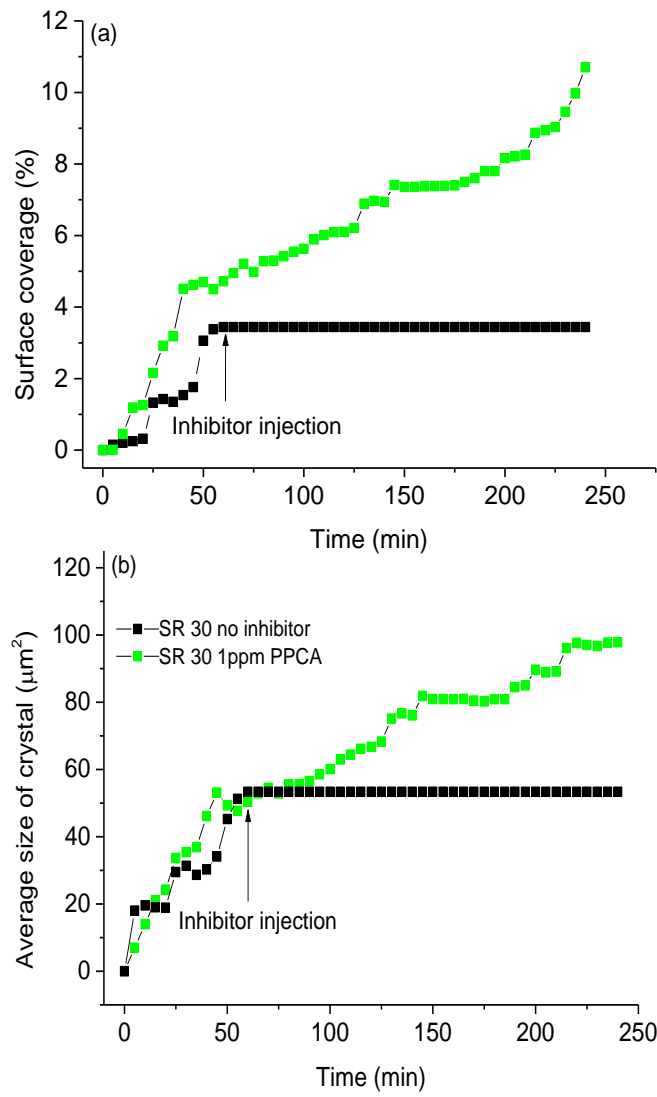 (a)
12
10
8
6
4
2
0
Surface coverage (%)
Inhibitor injection
0 50 100 150 200 250
Time (min)
(b)
120
100
80
60
40
20
0
Average size of crystal (μm²)
SR 30 no inhibitor
SR 30 1ppm PPCA
Inhibitor injection
0 50 100 150 200 250
Time (min)